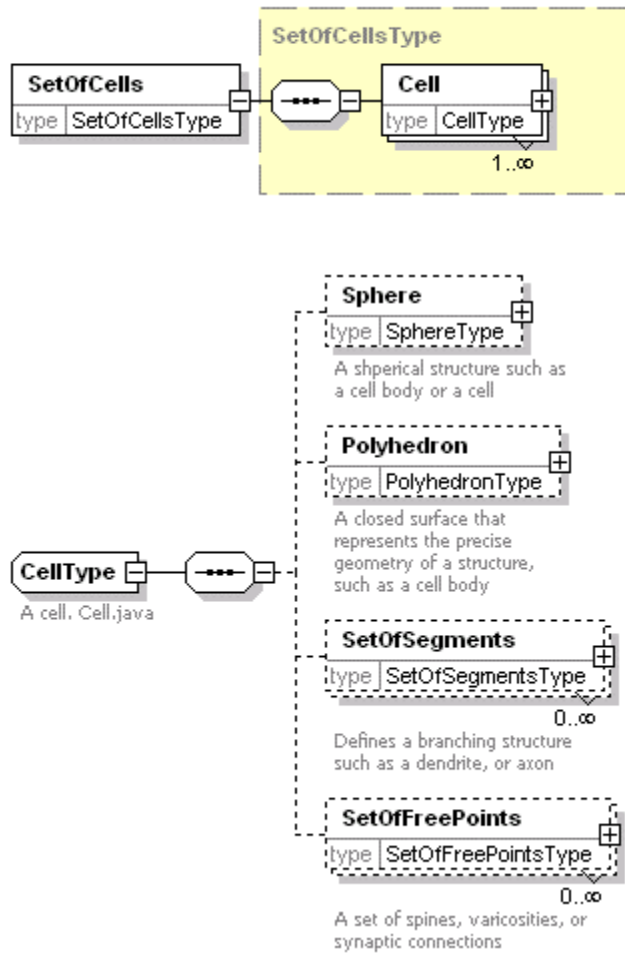 SetOfCellsType
SetOfCells
type SetOfCellsType
Cell
type CellType
1..∞
Sphere
type SphereType
A shperical structure such as
a cell body or a cell
Polyhedron
type PolyhedronType
A closed surface that
represents the precise
geometry of a structure,
such as a cell body
CellType
A cell. Cell.java
SetOfSegments
type SetOfSegmentsType
0..∞
Defines a branching structure
such as a dendrite, or axon
SetOfFreePoints
type SetOfFreePointsType
0..∞
A set of spines, varicosities, or
synaptic connections